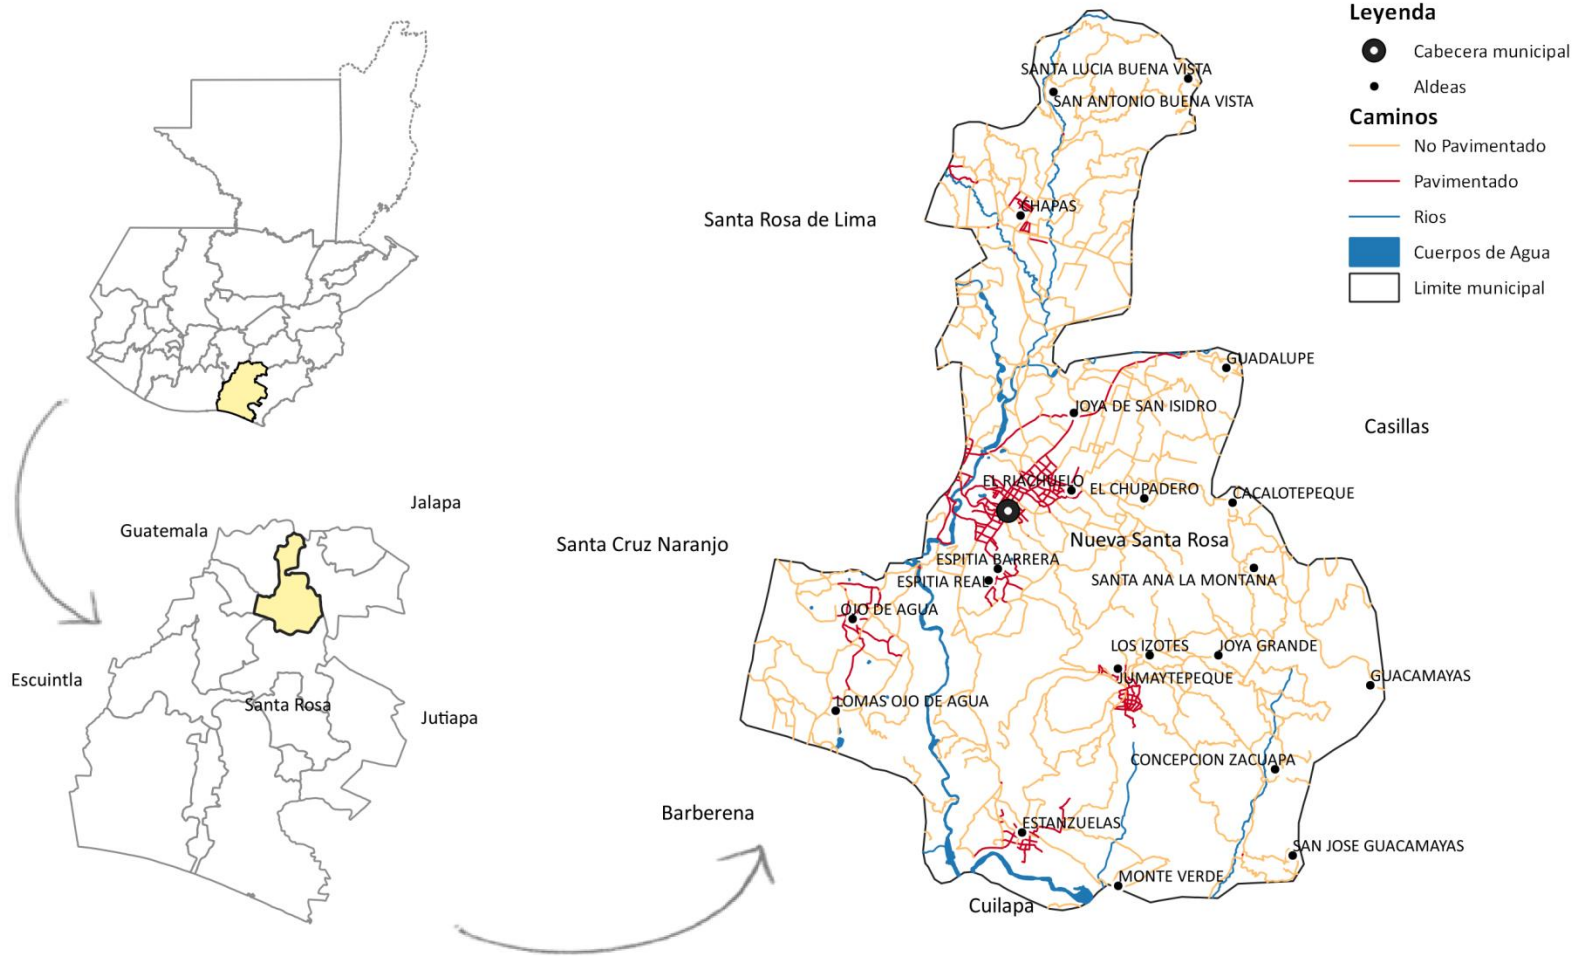 Leyenda
Cabecera municipal
Aldeas
Caminos
No Pavimentado
Pavimentado
Rios
Cuerpos de Agua
Limite municipal
SANTA LUCIA BUENA VISTA
SAN ANTONIO BUENA VISTA
CHAPAS
Santa Rosa de Lima
GUADALUPE
JOYA DE SAN ISIDRO
Casillas
EL RIACHUELO
EL CHUPADERO
CACALOTEPEQUE
Santa Cruz Naranjo
Nueva Santa Rosa
ESPITIA BARRERA
ESPITIA REAL
SANTA ANA LA MONTANA
OJO DE AGUA
LOS IZOTES
JOYA GRANDE
JUMAYTEPEQUE
GUACAMAYAS
LOMAS OJO DE AGUA
CONCEPCION ZACUAPA
Barberena
ESTANZUELAS
SAN JOSE GUACAMAYAS
MONTE VERDE
Cuilapa
Jalapa
Guatemala
Escuintla
Santa Rosa
Jutiapa